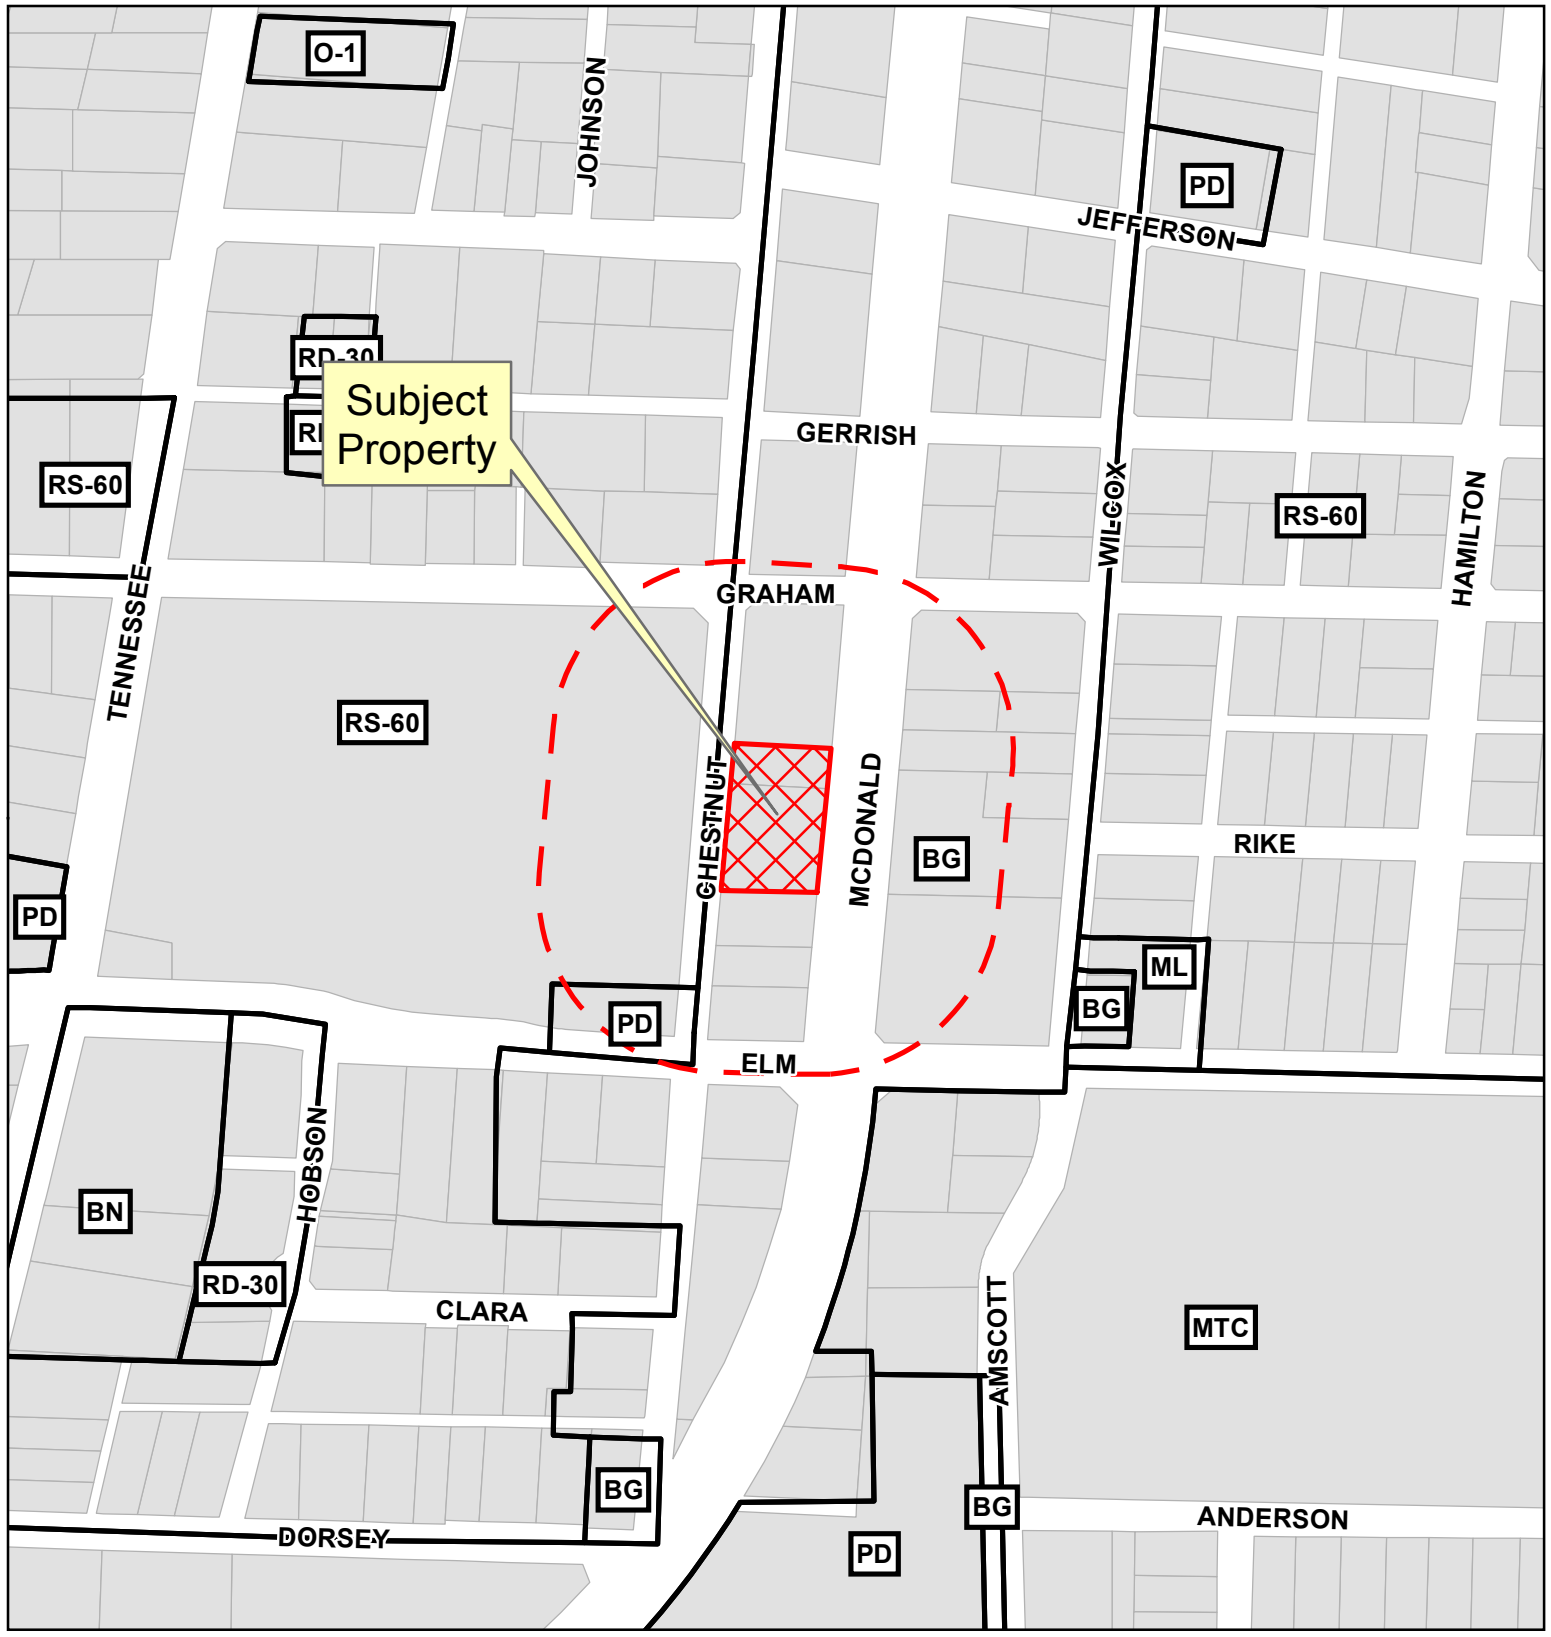 O-1
JOHNSON
PD
JEFFERSON
RD-30
Subject
Property
GERRISH
RS-60
WILCOX
RS-60
HAMILTON
TENNESSEE
GRAHAM
RS-60
CHESTNUT
MCDONALD
BG
RIKE
PD
ML
BG
PD
ELM
HOBSON
BN
RD-30
CLARA
AMSCOTT
MTC
BG
BG
ANDERSON
DORSEY
PD